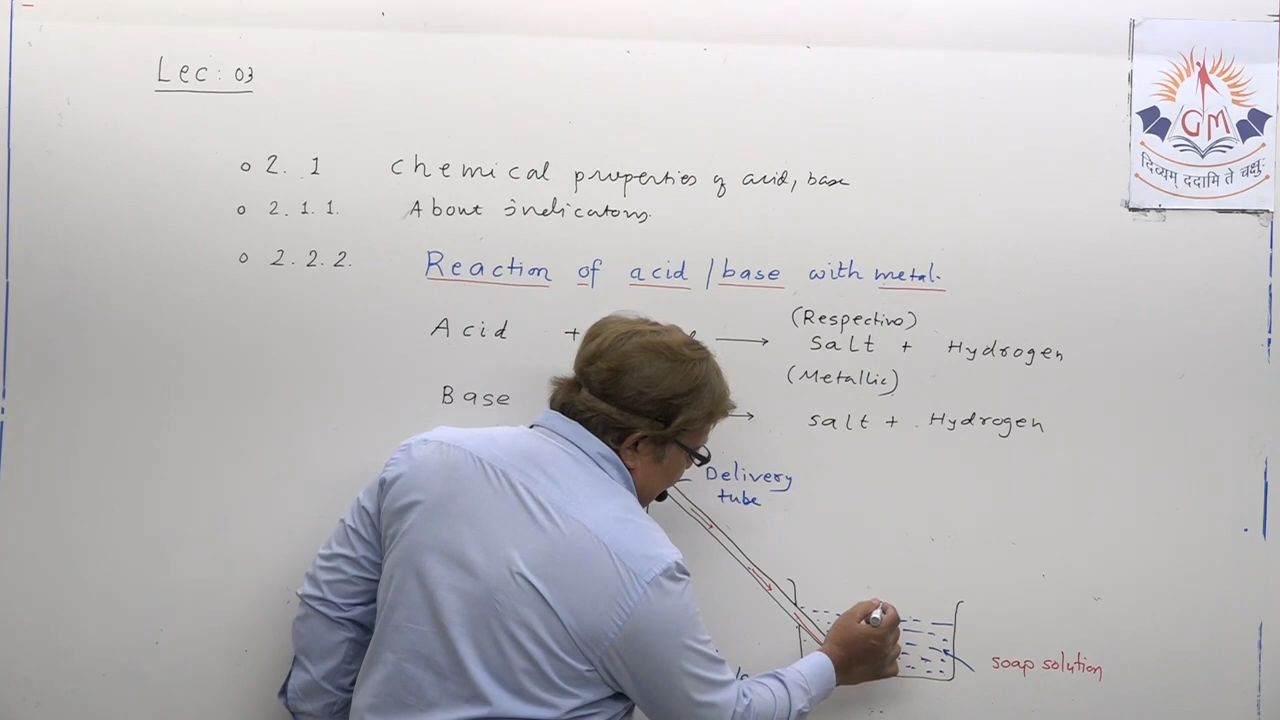 Lec: 03
GM
दिव्यम् ददामि ते चक्षुः
2. 1 Chemical properties of acid, base
2. 1. 1. About indicators.
2. 2. 2. Reaction of acid / base with metal.
(Respective)
Acid + → Salt + Hydrogen
(Metallic)
Base → salt + Hydrogen
Delivery
tube
soap solution